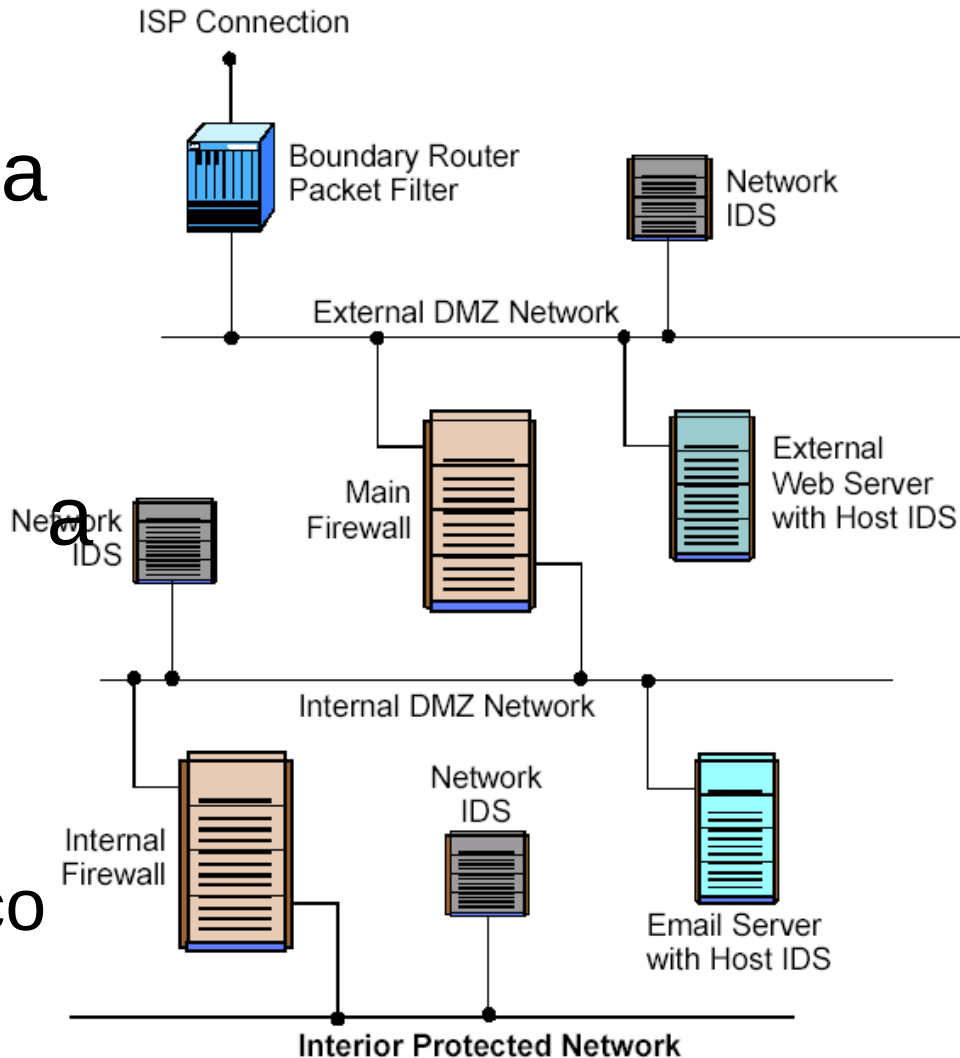 ISP Connection
a
Boundary Router
Packet Filter
Network
IDS
External DMZ Network
External
Web Server
with Host IDS
Main
Firewall
a
Network
IDS
Internal DMZ Network
Network
IDS
Internal
Firewall
co
Email Server
with Host IDS
Interior Protected Network